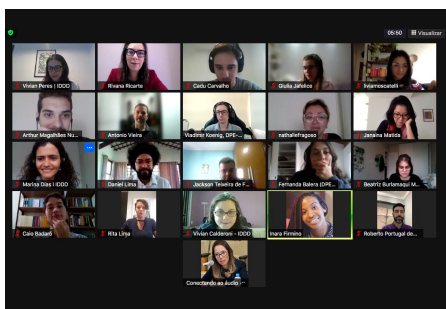 05:50 Visualizar
Vivian Peres | IDDD
Rivana Ricarte
Cadu Carvalho
Giulia Jafelice
liviamoscatelli
Arthur Magalhães Nu...
Antonio Vieira
Vladimir Koenig, DPE-...
nathaliefragoso
Janaina Matida
Marina Dias I IDDD
Daniel Lima
Jackson Teixeira de F...
Fernanda Balera (DPE...
Beatriz Burlamaqui M...
Caio Badaró
Rita Lima
Vivian Calderoni - IDDD
Inara Firmino
Roberto Portugal de...
Conectando ao áudio ···